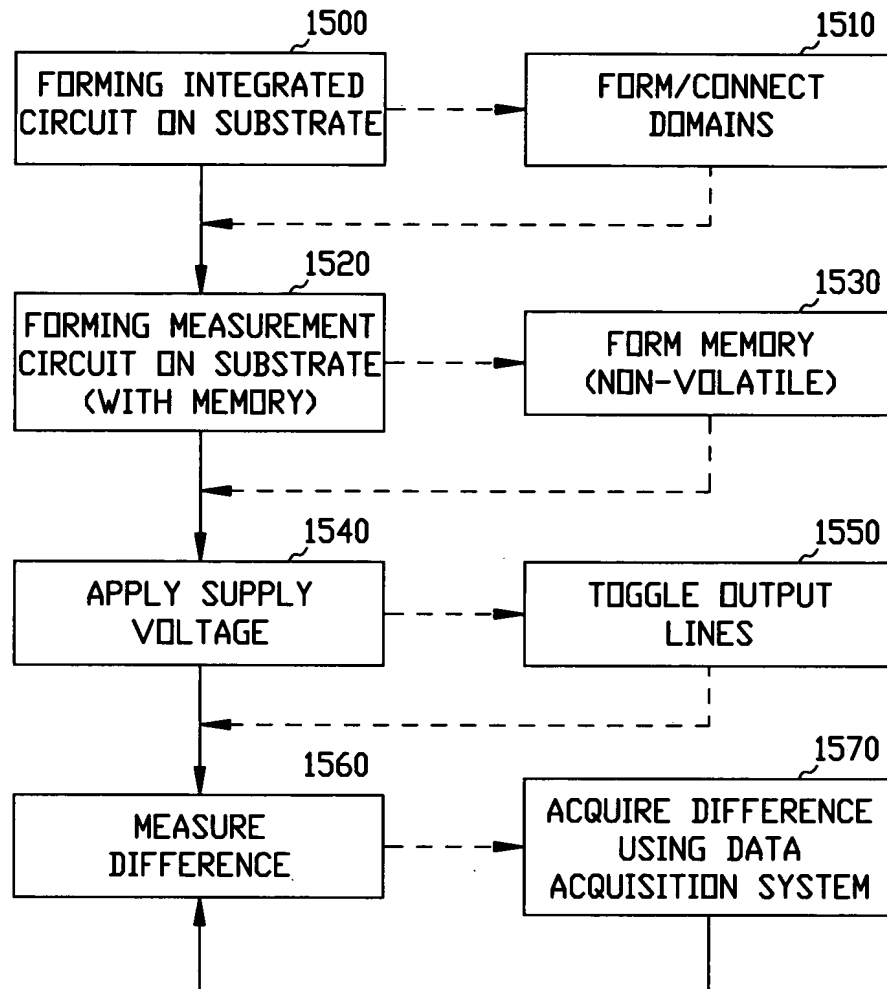 1500
FORMING INTEGRATED
CIRCUIT ON SUBSTRATE
1510
FORM/CONNECT
DOMAINS
1520
FORMING MEASUREMENT
CIRCUIT ON SUBSTRATE
(WITH MEMORY)
1530
FORM MEMORY
(NON-VOLATILE)
1540
APPLY SUPPLY
VOLTAGE
1550
TOGGLE OUTPUT
LINES
1560
MEASURE
DIFFERENCE
1570
ACQUIRE DIFFERENCE
USING DATA
ACQUISITION SYSTEM